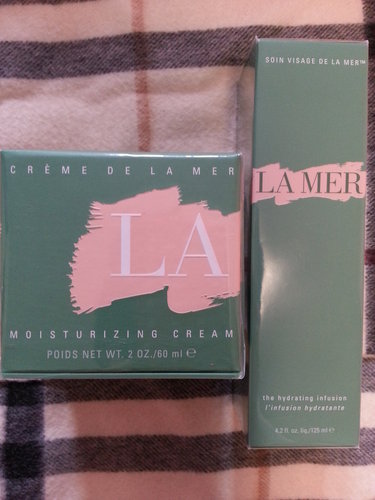 CRÈME DE LA MER
LA
MOISTURIZING CREAM
POIDS NET WT. 2 OZ./60 ml ℮
SOIN VISAGE DE LA MER™
LA MER
the hydrating infusion
l'infusion hydratante
4.2 fl. oz. liq./125 ml ℮